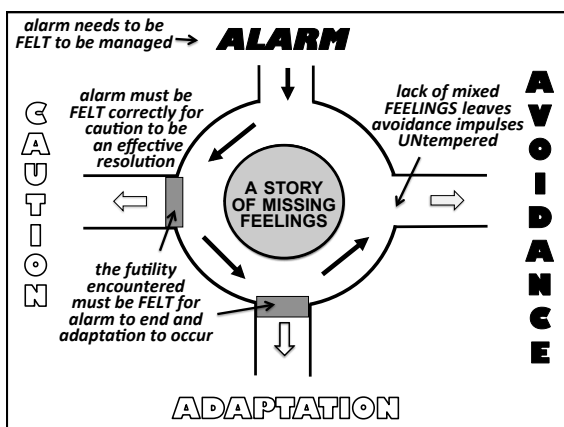 alarm needs to be
FELT to be managed
ALARM
alarm must be
FELT correctly for
caution to be
an effective
resolution
lack of mixed
FEELINGS leaves
avoidance impulses
UNtempered
CAUTION
A STORY
OF MISSING
FEELINGS
AVOIDANCE
the futility
encountered
must be FELT for
alarm to end and
adaptation to occur
ADAPTATION